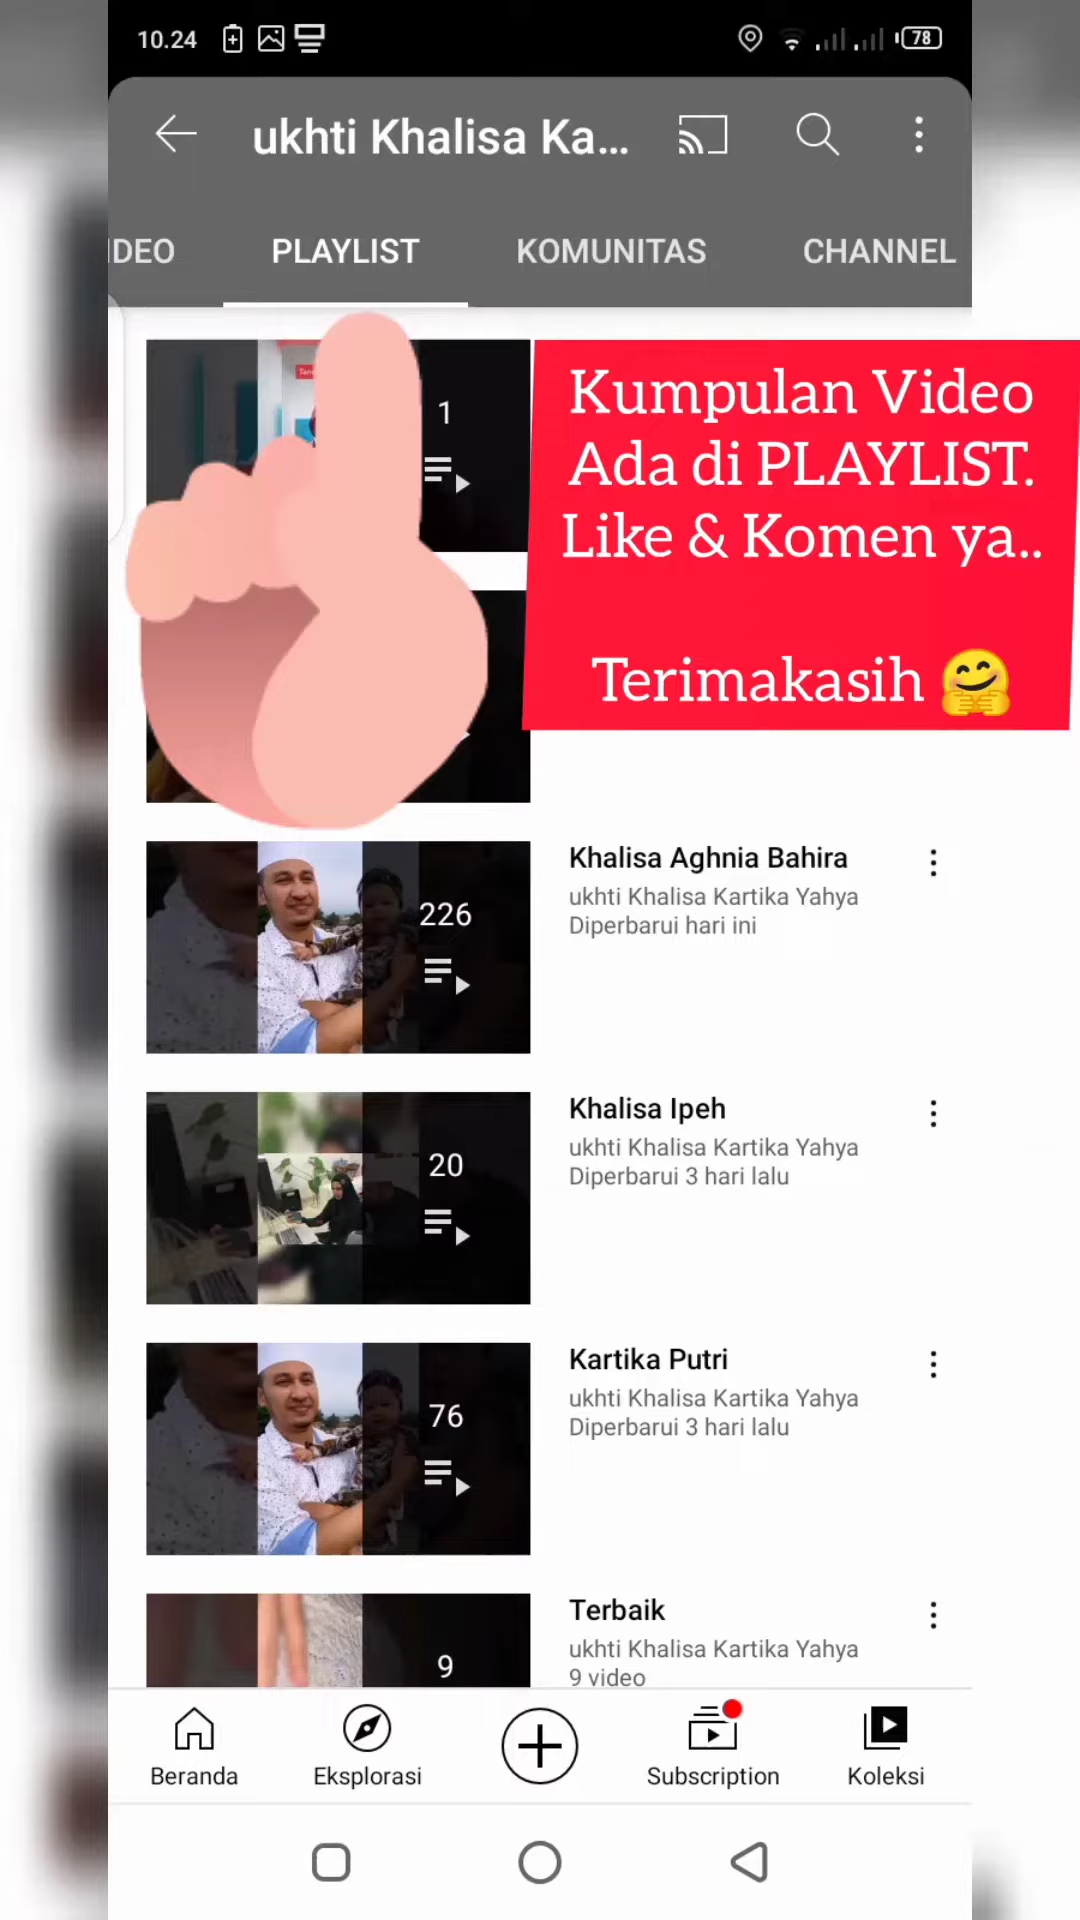 10.24
78
ukhti Khalisa Ka...
IDEO PLAYLIST KOMUNITAS CHANNEL
1
Kumpulan Video
Ada di PLAYLIST.
Like & Komen ya..
Terimakasih 🤗
226
Khalisa Aghnia Bahira
ukhti Khalisa Kartika Yahya
Diperbarui hari ini
20
Khalisa Ipeh
ukhti Khalisa Kartika Yahya
Diperbarui 3 hari lalu
76
Kartika Putri
ukhti Khalisa Kartika Yahya
Diperbarui 3 hari lalu
9
Terbaik
ukhti Khalisa Kartika Yahya
9 video
Beranda Eksplorasi Subscription Koleksi